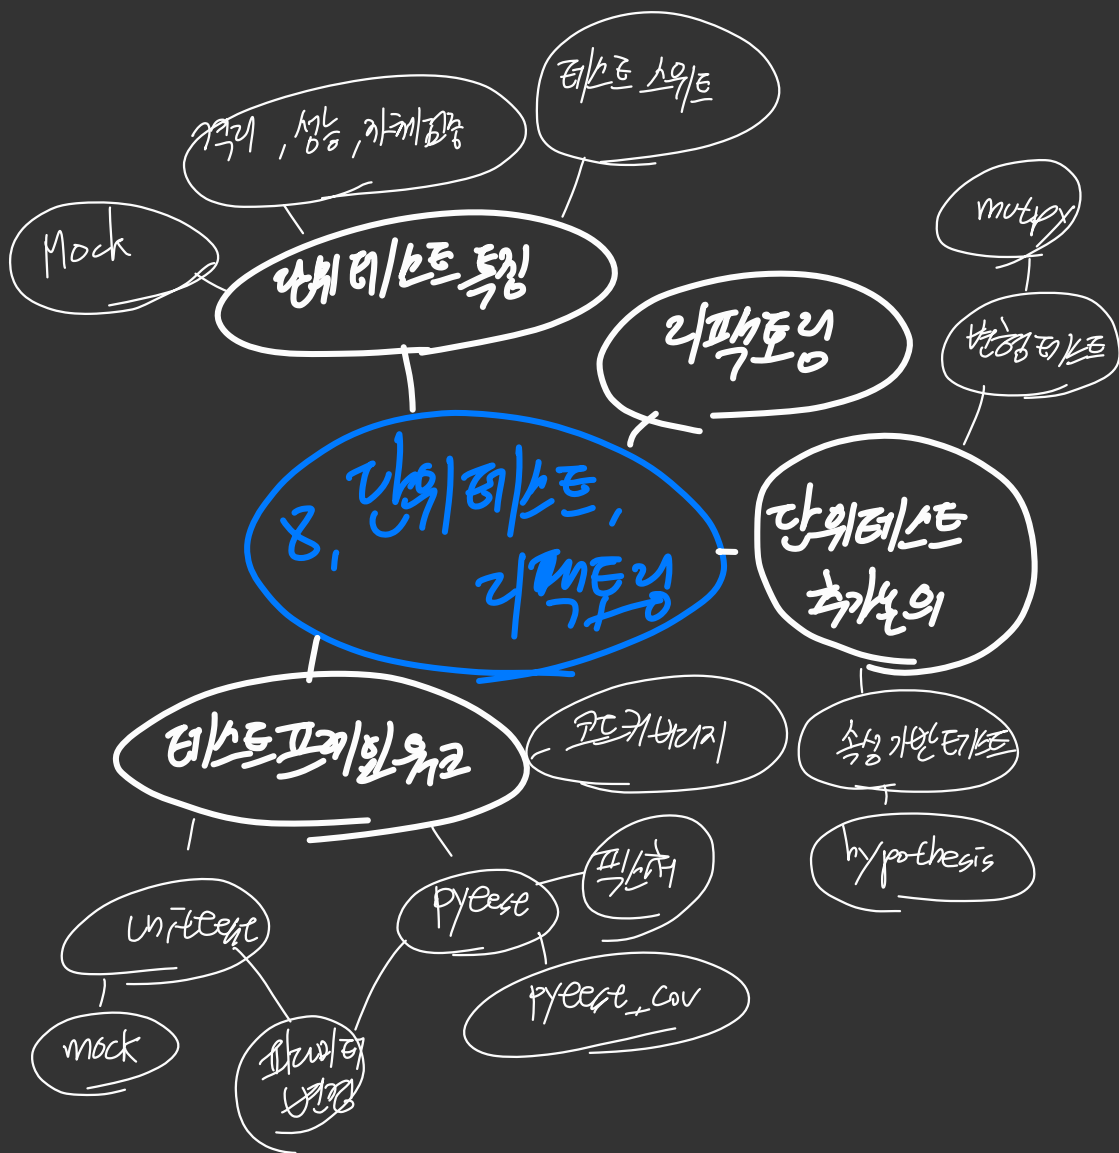 테스트 스위트
격리, 성능, 자체검증
Mock
단위 테스트 특징
mutpy
리팩토링
변형 테스트
8, 단위 테스트,
리팩토링
단위테스트
추가논의
테스트 프레임워크
코드 커버리지
속성 기반 테스트
hypothesis
픽스처
unittest
pytest
pytest_cov
mock
파라미터
변경